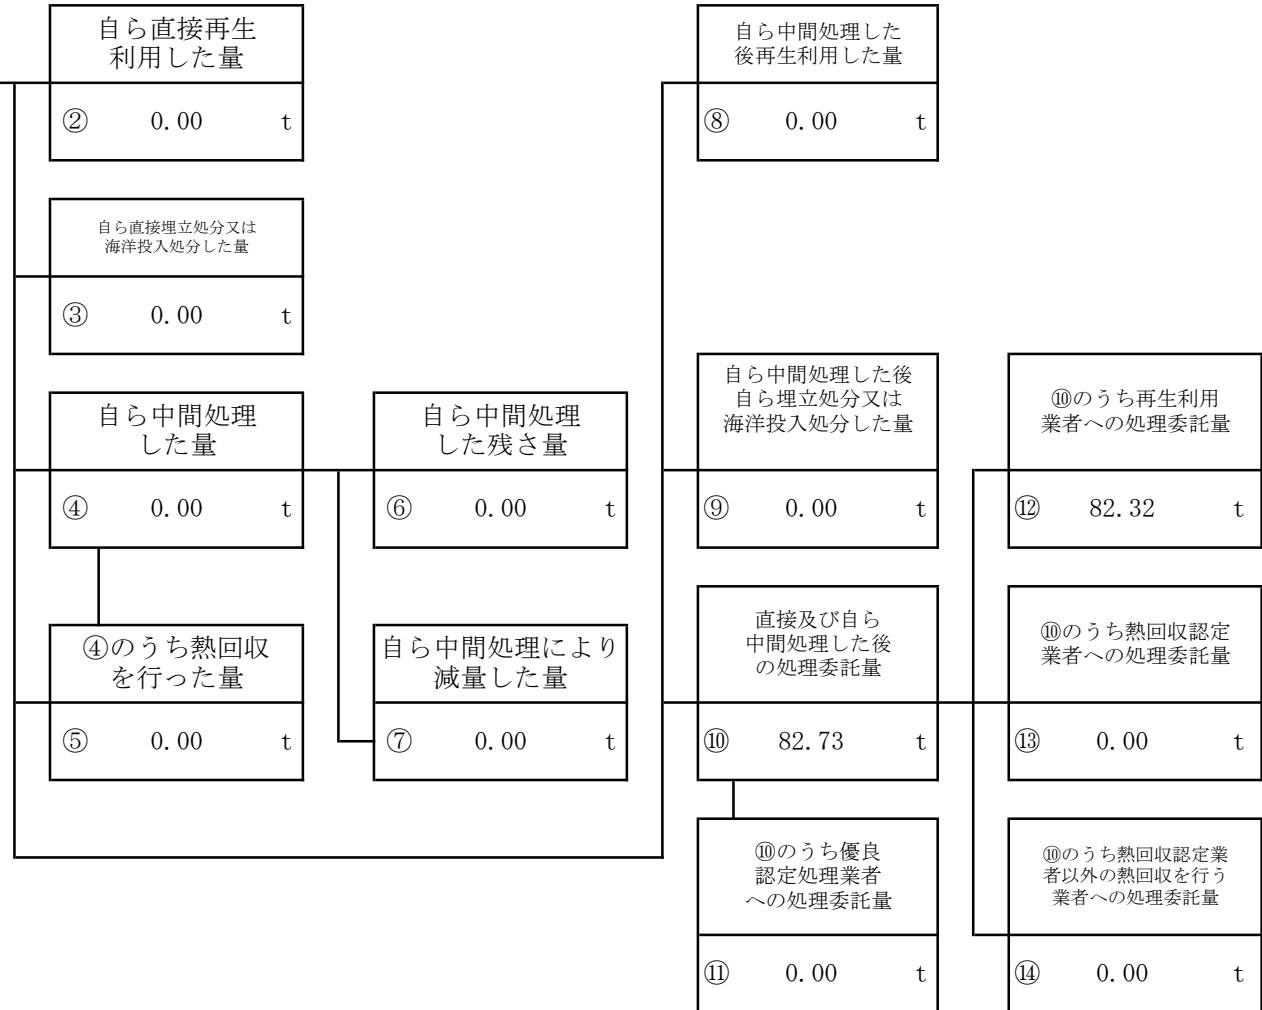 自ら直接再生
利用した量
② 0.00 t
自ら直接埋立処分又は
海洋投入処分した量
③ 0.00 t
自ら中間処理
した量
④ 0.00 t
④のうち熱回収
を行った量
⑤ 0.00 t
自ら中間処理
した残さ量
⑥ 0.00 t
自ら中間処理により
減量した量
⑦ 0.00 t
自ら中間処理した
後再生利用した量
⑧ 0.00 t
自ら中間処理した後
自ら埋立処分又は
海洋投入処分した量
⑨ 0.00 t
直接及び自ら
中間処理した後
の処理委託量
⑩ 82.73 t
⑩のうち優良
認定処理業者
への処理委託量
⑪ 0.00 t
⑩のうち再生利用
業者への処理委託量
⑫ 82.32 t
⑩のうち熱回収認定
業者への処理委託量
⑬ 0.00 t
⑩のうち熱回収認定業
者以外の熱回収を行う
業者への処理委託量
⑭ 0.00 t